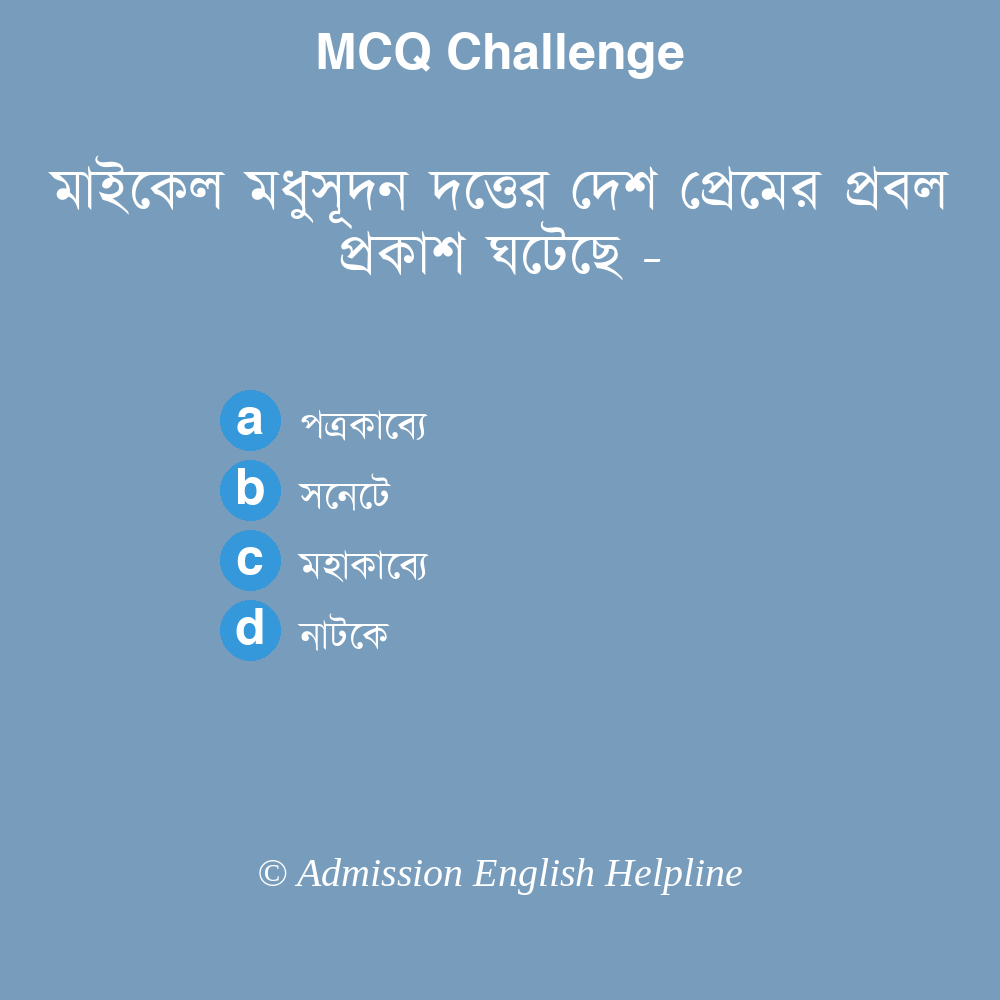 MCQ Challenge
মাইকেল মধুসূদন দত্তের দেশ প্রেমের প্রবল
প্রকাশ ঘটেছে -
a পত্রকাব্যে
b সনেটে
c মহাকাব্যে
d নাটকে
© Admission English Helpline